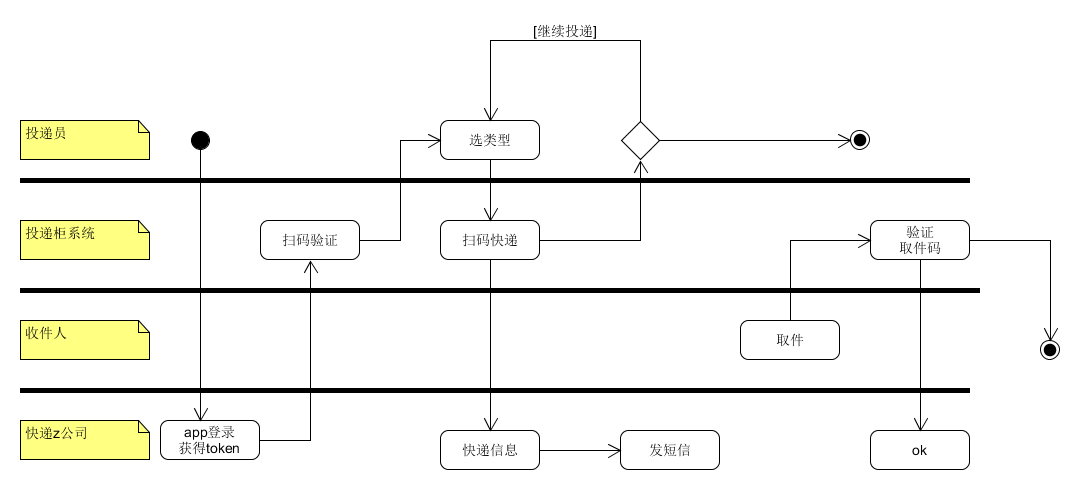 [继续投递]
投递员
选类型
投递柜系统
扫码验证
扫码快递
验证
取件码
收件人
取件
快递z公司
app登录
获得token
快递信息
发短信
ok